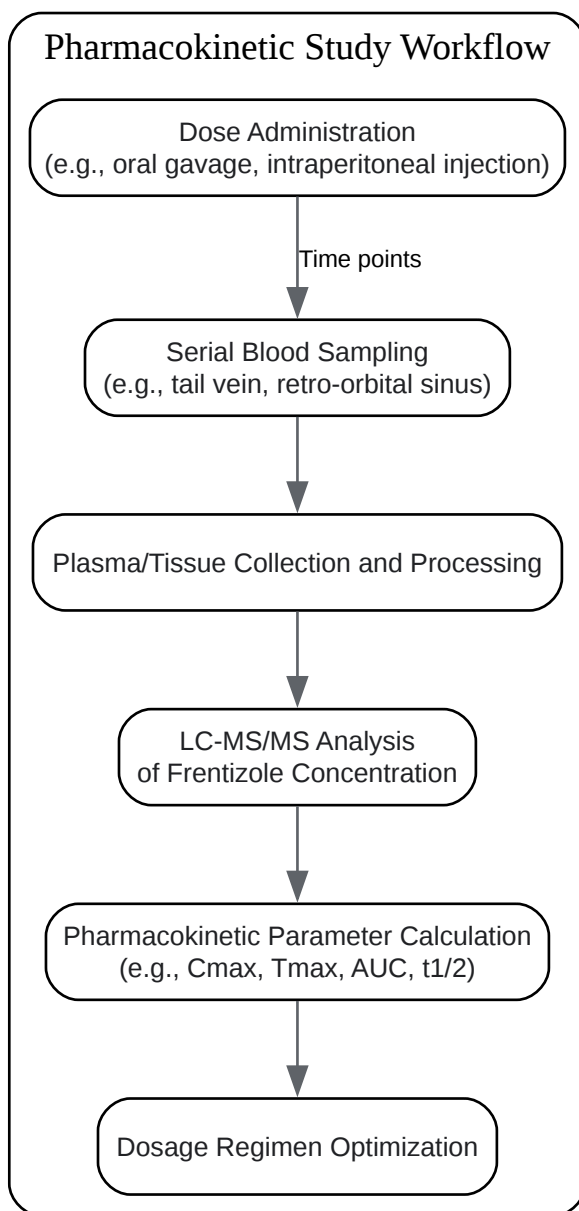 Pharmacokinetic Study Workflow
Dose Administration
(e.g., oral gavage, intraperitoneal injection)
Time points
Serial Blood Sampling
(e.g., tail vein, retro-orbital sinus)
Plasma/Tissue Collection and Processing
LC-MS/MS Analysis
of Frentizole Concentration
Pharmacokinetic Parameter Calculation
(e.g., Cmax, Tmax, AUC, t1/2)
Dosage Regimen Optimization